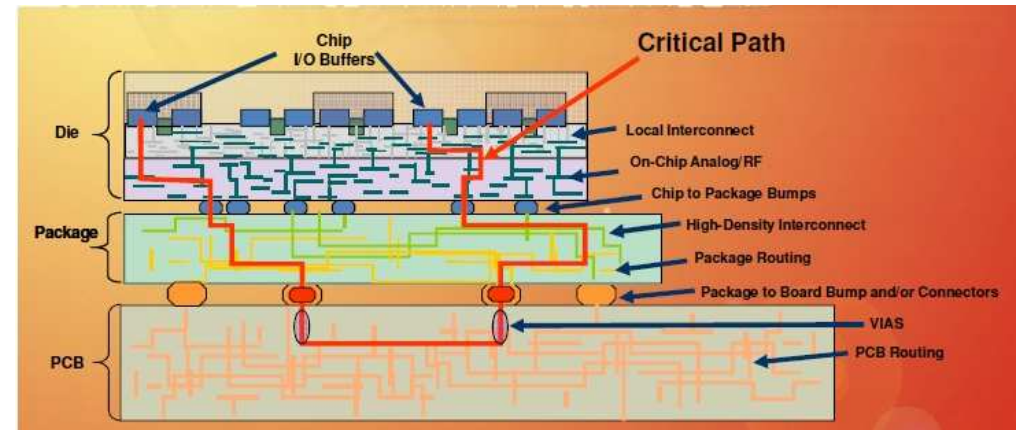 Chip
I/O Buffers
Critical Path
Die
Local Interconnect
On-Chip Analog/RF
Chip to Package Bumps
Package
High-Density Interconnect
Package Routing
Package to Board Bump and/or Connectors
VIAS
PCB
PCB Routing